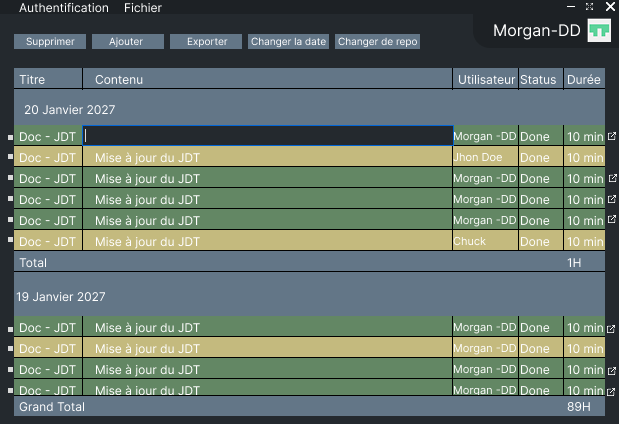 Authentification Fichier
Morgan-DD
Supprimer Ajouter Exporter Changer la date Changer de repo
Titre Contenu Utilisateur Status Durée
20 Janvier 2027
Doc - JDT Morgan -DD Done 10 min
Doc - JDT Mise à jour du JDT Jhon Doe Done 10 min
Doc - JDT Mise à jour du JDT Morgan -DD Done 10 min
Doc - JDT Mise à jour du JDT Morgan -DD Done 10 min
Doc - JDT Mise à jour du JDT Morgan -DD Done 10 min
Doc - JDT Mise à jour du JDT Chuck Done 10 min
Total 1H
19 Janvier 2027
Doc - JDT Mise à jour du JDT Morgan -DD Done 10 min
Doc - JDT Mise à jour du JDT Morgan -DD Done 10 min
Doc - JDT Mise à jour du JDT Morgan -DD Done 10 min
Doc - JDT Mise à jour du JDT Morgan -DD Done 10 min
Grand Total 89H